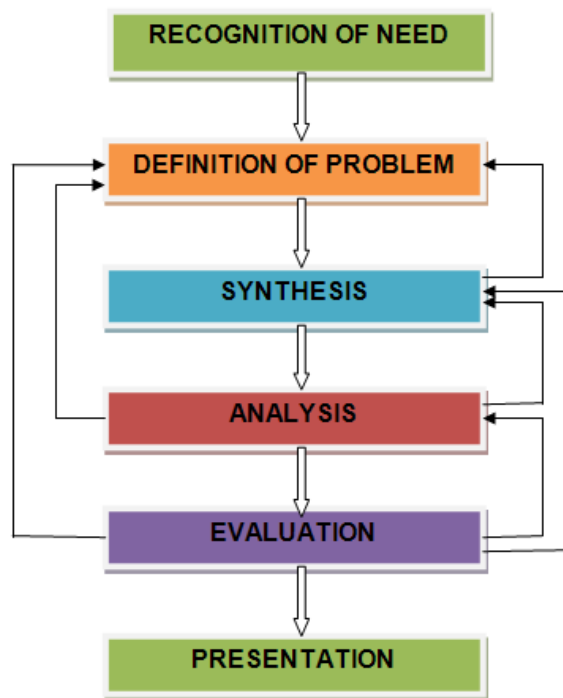 RECOGNITION OF NEED
DEFINITION OF PROBLEM
SYNTHESIS
ANALYSIS
EVALUATION
PRESENTATION